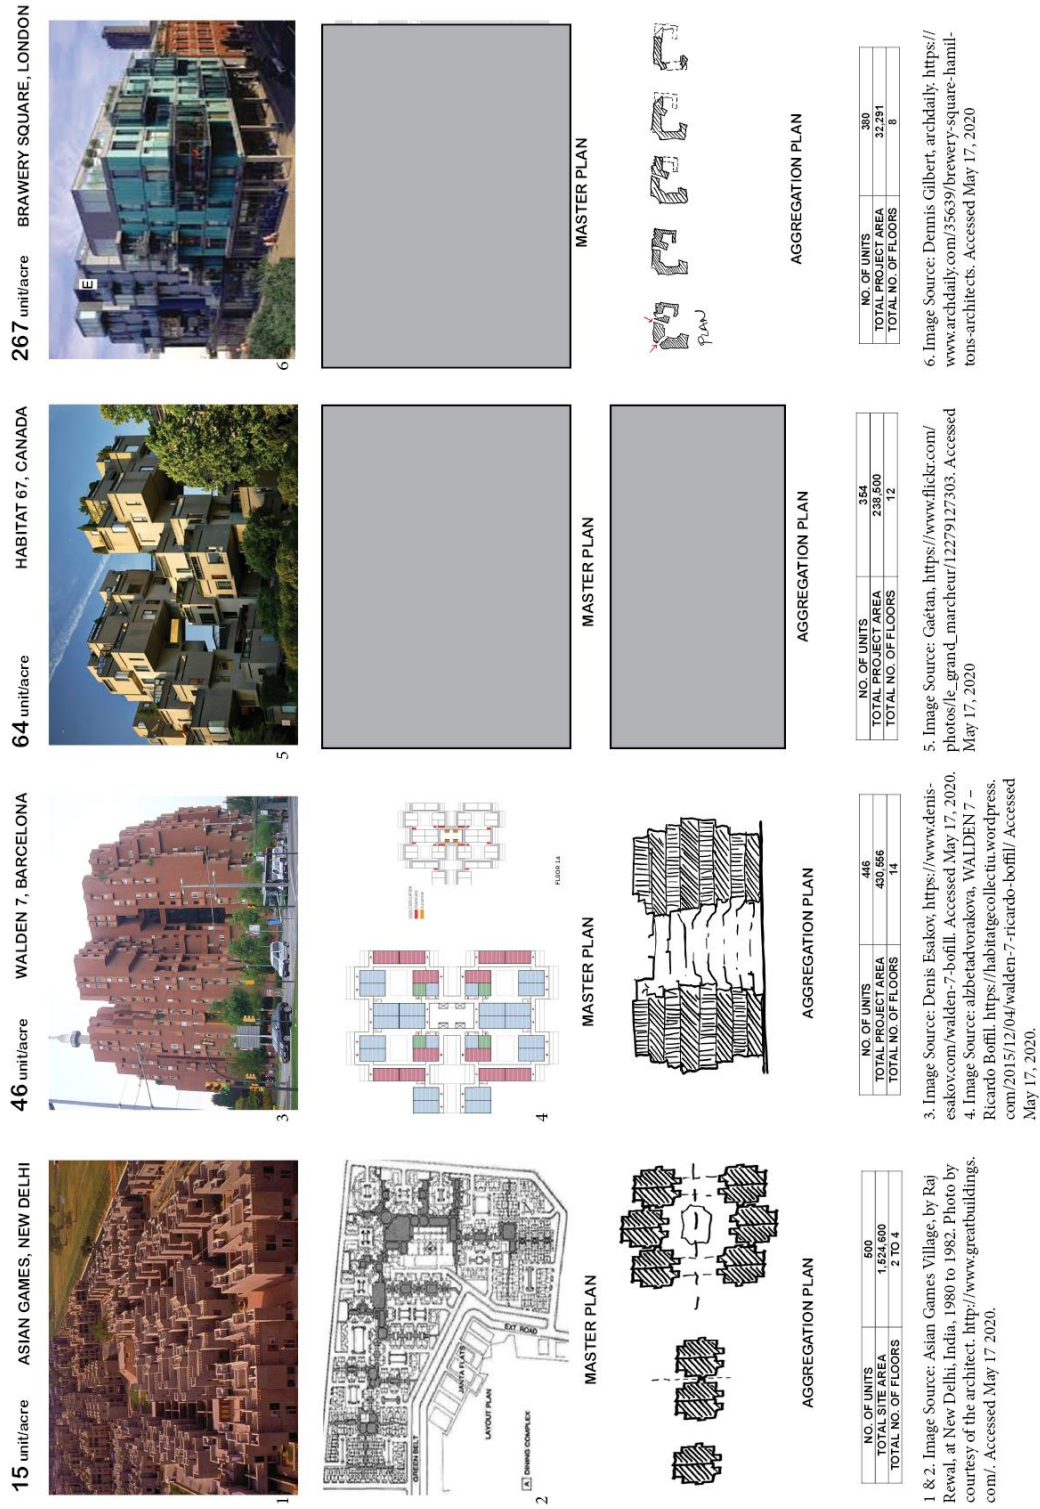 15 unit/acre ASIAN GAMES, NEW DELHI
1
GREEN BELT
JANTA FLATS
EXT. ROAD
LAYOUT PLAN
A DINING COMPLEX
2
MASTER PLAN
AGGREGATION PLAN
NO. OF UNITS 500
TOTAL SITE AREA 1,524,600
TOTAL NO. OF FLOORS 2 TO 4
1 & 2. Image Source: Asian Games Village, by Raj
Rewal, at New Delhi, India, 1980 to 1982. Photo by
courtesy of the architect. http://www.greatbuildings.
com/. Accessed May 17 2020.
46 unit/acre WALDEN 7, BARCELONA
3
FLOOR 14
4
MASTER PLAN
AGGREGATION PLAN
NO. OF UNITS 446
TOTAL PROJECT AREA 430,556
TOTAL NO. OF FLOORS 14
3. Image Source: Denis Esakov, https://www.denis-
esakov.com/walden-7-bofill. Accessed May 17, 2020.
4. Image Source: alzbetadvorakova, WALDEN 7 –
Ricardo Boffil. https://habitatgecollectiu.wordpress.
com/2015/12/04/walden-7-ricardo-boffil/ Accessed
May 17, 2020.
64 unit/acre HABITAT 67, CANADA
5
MASTER PLAN
AGGREGATION PLAN
NO. OF UNITS 354
TOTAL PROJECT AREA 238,500
TOTAL NO. OF FLOORS 12
5. Image Source: Gaétan, https://www.flickr.com/
photos/le_grand_marcheur/12279127303. Accessed
May 17, 2020
267 unit/acre BRAWERY SQUARE, LONDON
E
6
MASTER PLAN
PLAN
AGGREGATION PLAN
NO. OF UNITS 380
TOTAL PROJECT AREA 32,291
TOTAL NO. OF FLOORS 8
6. Image Source: Dennis Gilbert, archdaily. https://
www.archdaily.com/35639/brewery-square-hamil-
tons-architects. Accessed May 17, 2020